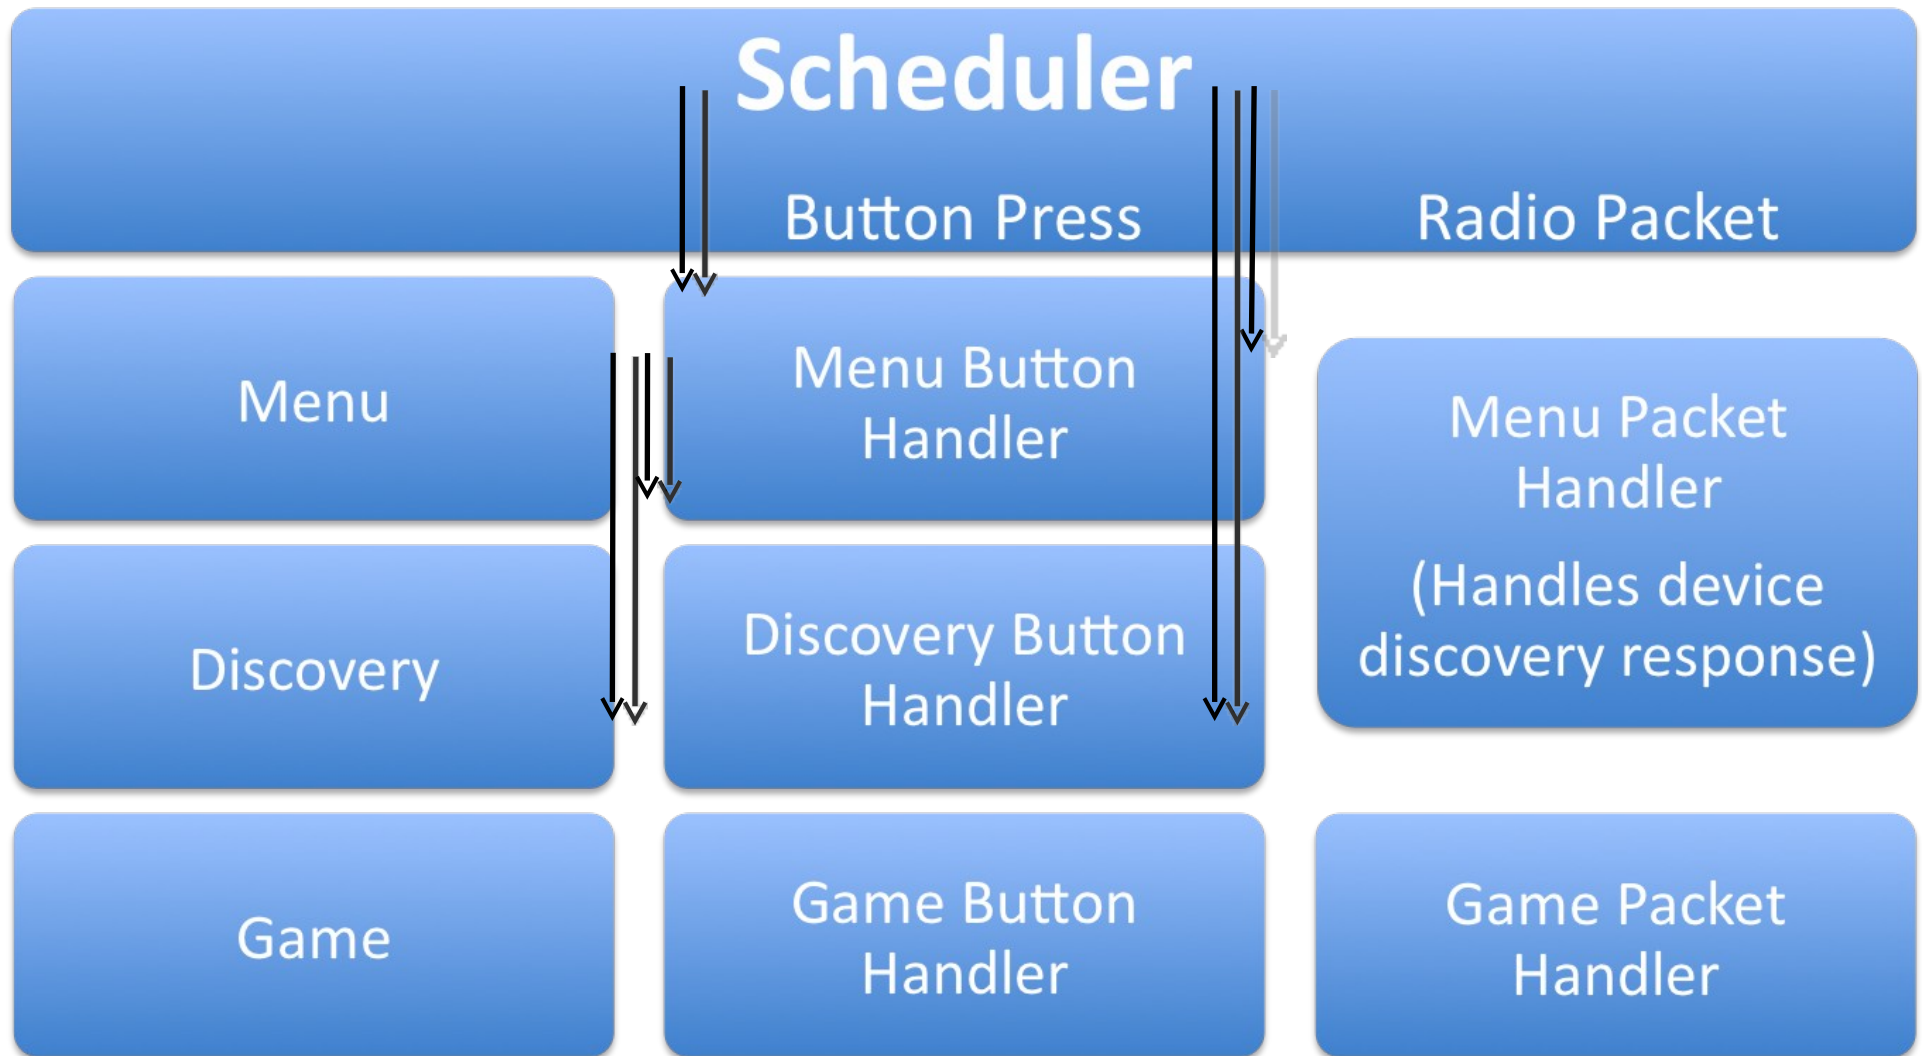 Scheduler
Button Press
Radio Packet
Menu
Menu Button
Handler
Menu Packet
Handler
(Handles device
discovery response)
Discovery
Discovery Button
Handler
Game
Game Button
Handler
Game Packet
Handler